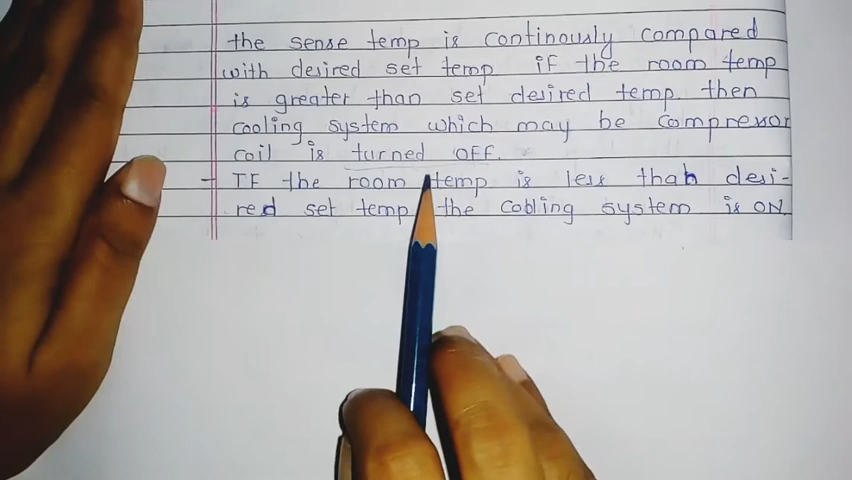 the sense temp is continously compared
with desired set temp if the room temp
is greater than set desired temp then
cooling system which may be compressor
coil is turned OFF.
- IF the room temp is less than desi-
red set temp the cooling system is ON.